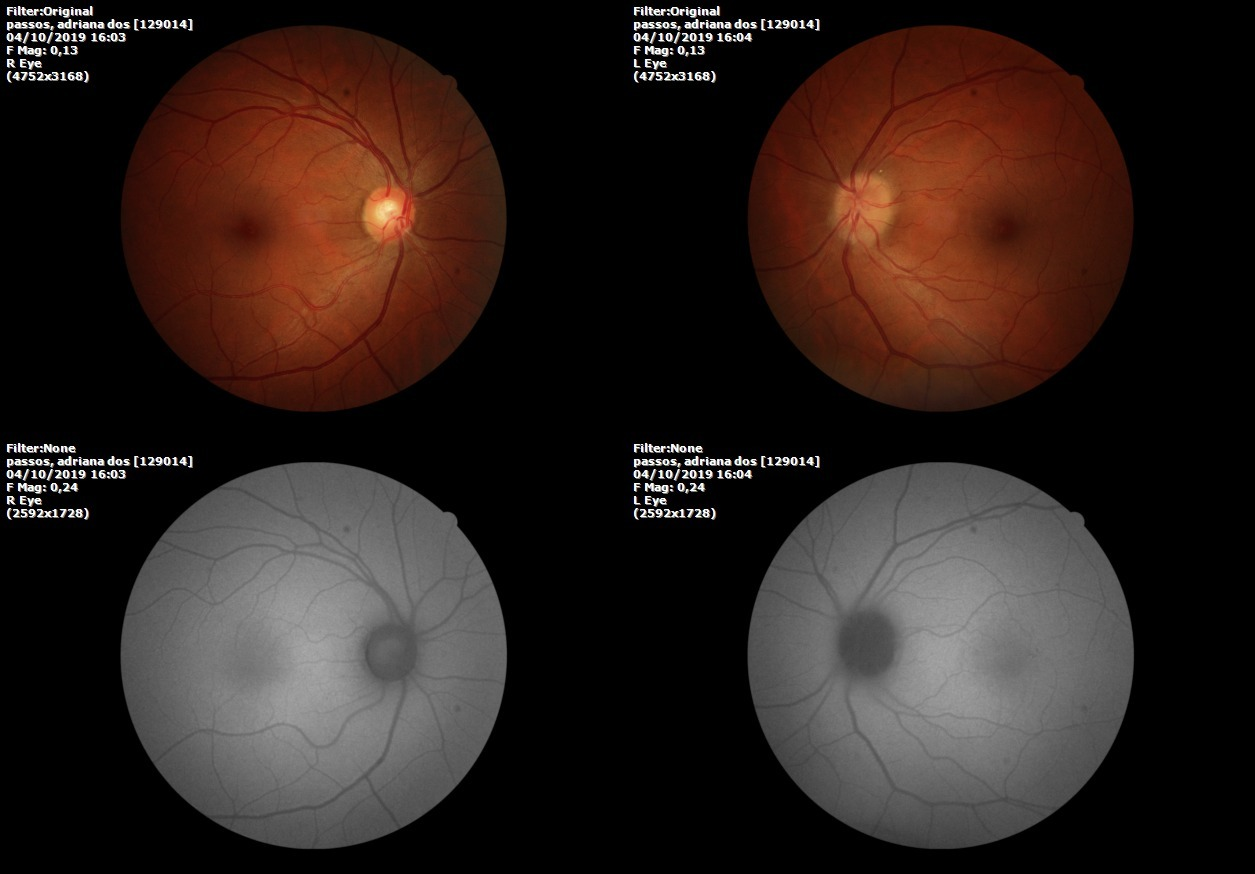 Filter:Original
passos, adriana dos [129014]
04/10/2019 16:03
F Mag: 0,13
R Eye
(4752x3168)
Filter:Original
passos, adriana dos [129014]
04/10/2019 16:04
F Mag: 0,13
L Eye
(4752x3168)
Filter:None
passos, adriana dos [129014]
04/10/2019 16:03
F Mag: 0,24
R Eye
(2592x1728)
Filter:None
passos, adriana dos [129014]
04/10/2019 16:04
F Mag: 0,24
L Eye
(2592x1728)